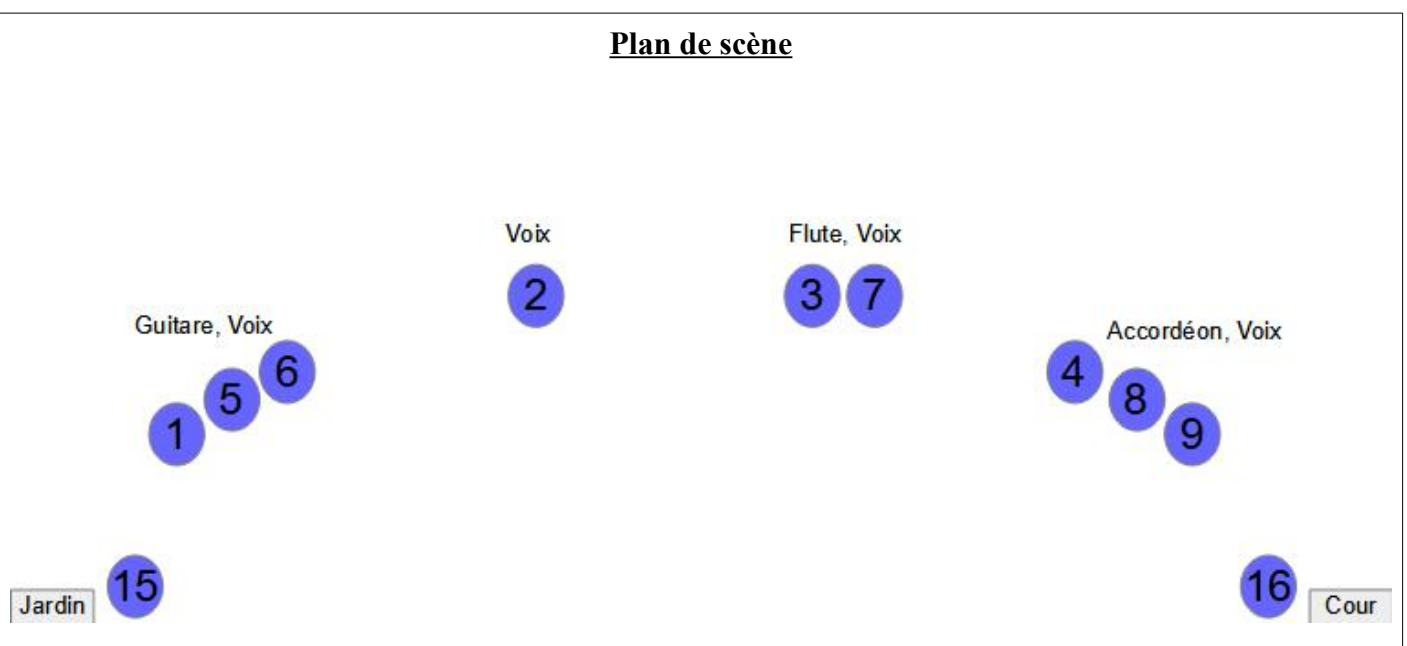 Plan de scène
Voix
Flute, Voix
2
3 7
Guitare, Voix
Accordéon, Voix
6
5
1
4
8
9
15
16
Jardin
Cour